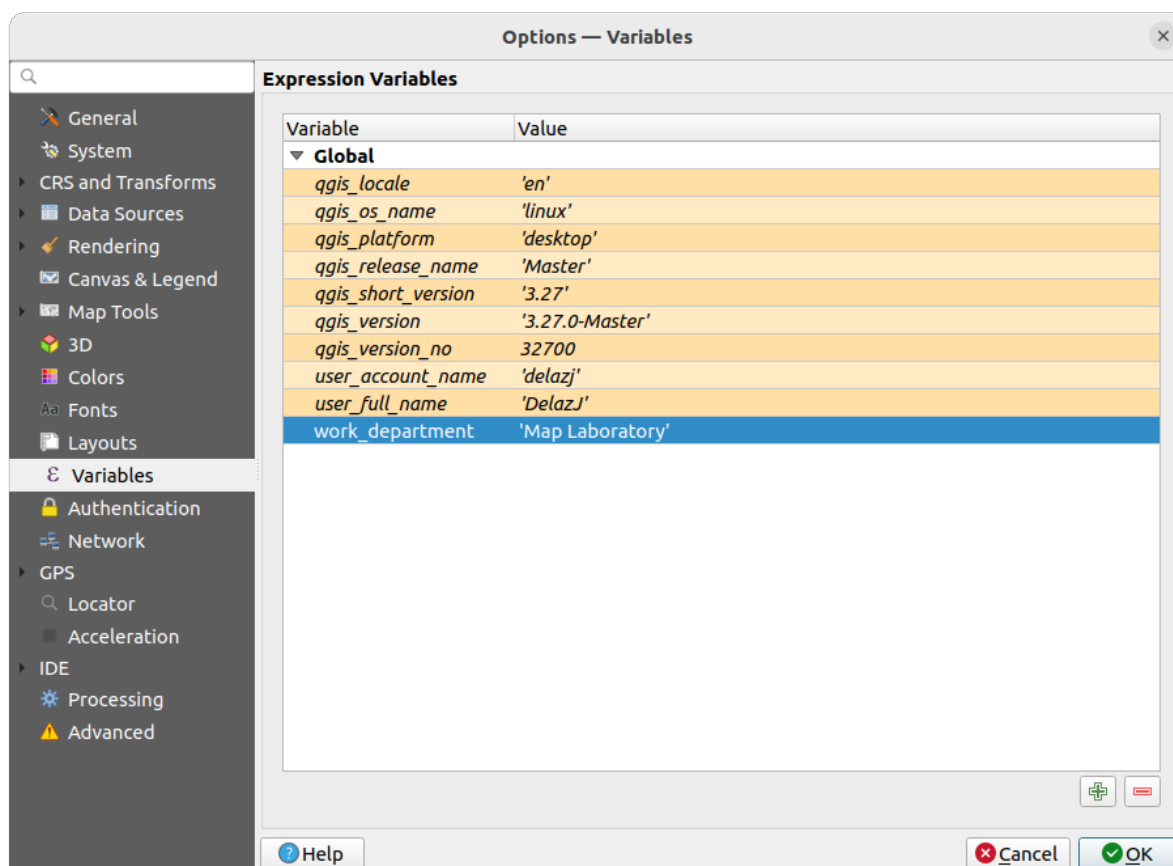 Options — Variables
Expression Variables
General
System
CRS and Transforms
Data Sources
Rendering
Canvas & Legend
Map Tools
3D
Colors
Aa Fonts
Layouts
ε Variables
Authentication
Network
GPS
Locator
Acceleration
IDE
Processing
Advanced
Variable Value
Global
qgis_locale 'en'
qgis_os_name 'linux'
qgis_platform 'desktop'
qgis_release_name 'Master'
qgis_short_version '3.27'
qgis_version '3.27.0-Master'
qgis_version_no 32700
user_account_name 'delazj'
user_full_name 'DelazJ'
work_department 'Map Laboratory'
Help
Cancel
OK